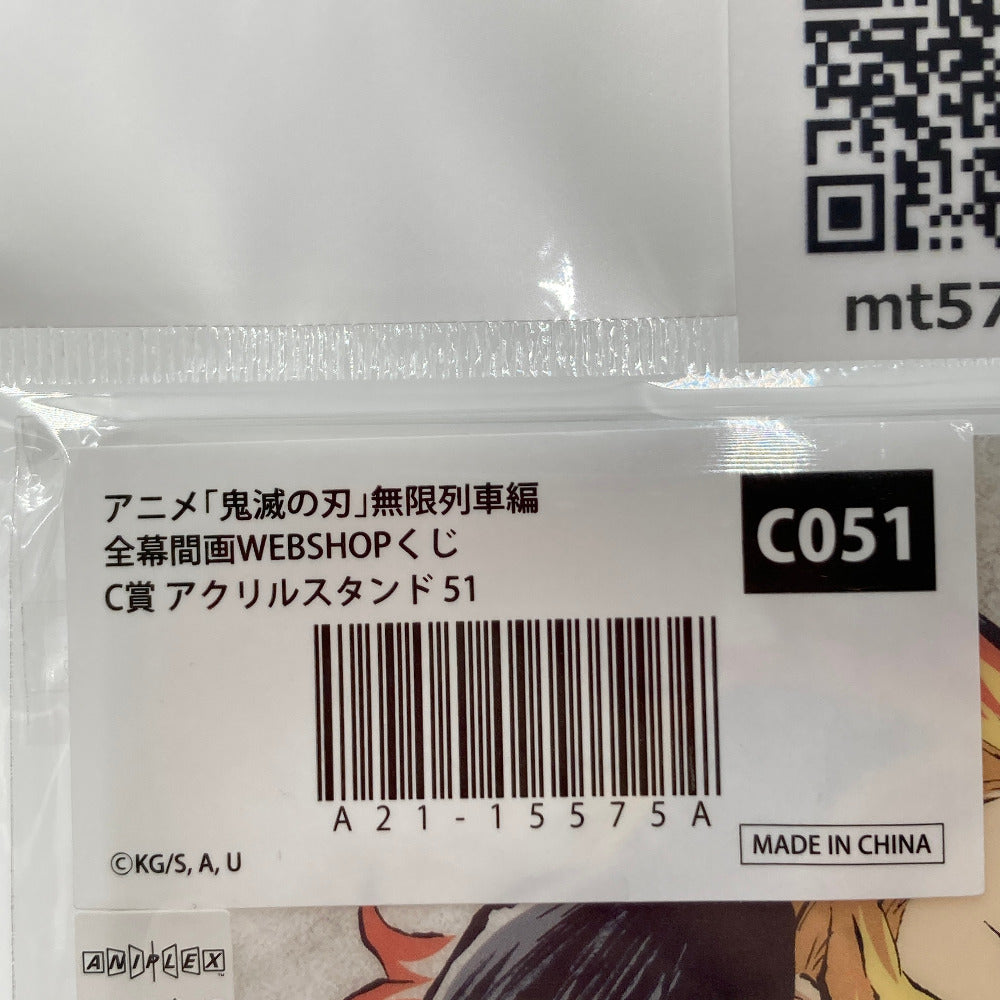 mt57
アニメ「鬼滅の刃」無限列車編
全幕間画WEBSHOPくじ
C賞 アクリルスタンド 51
C051
A21-15575A
MADE IN CHINA
©KG/S, A, U
ANIPLEX